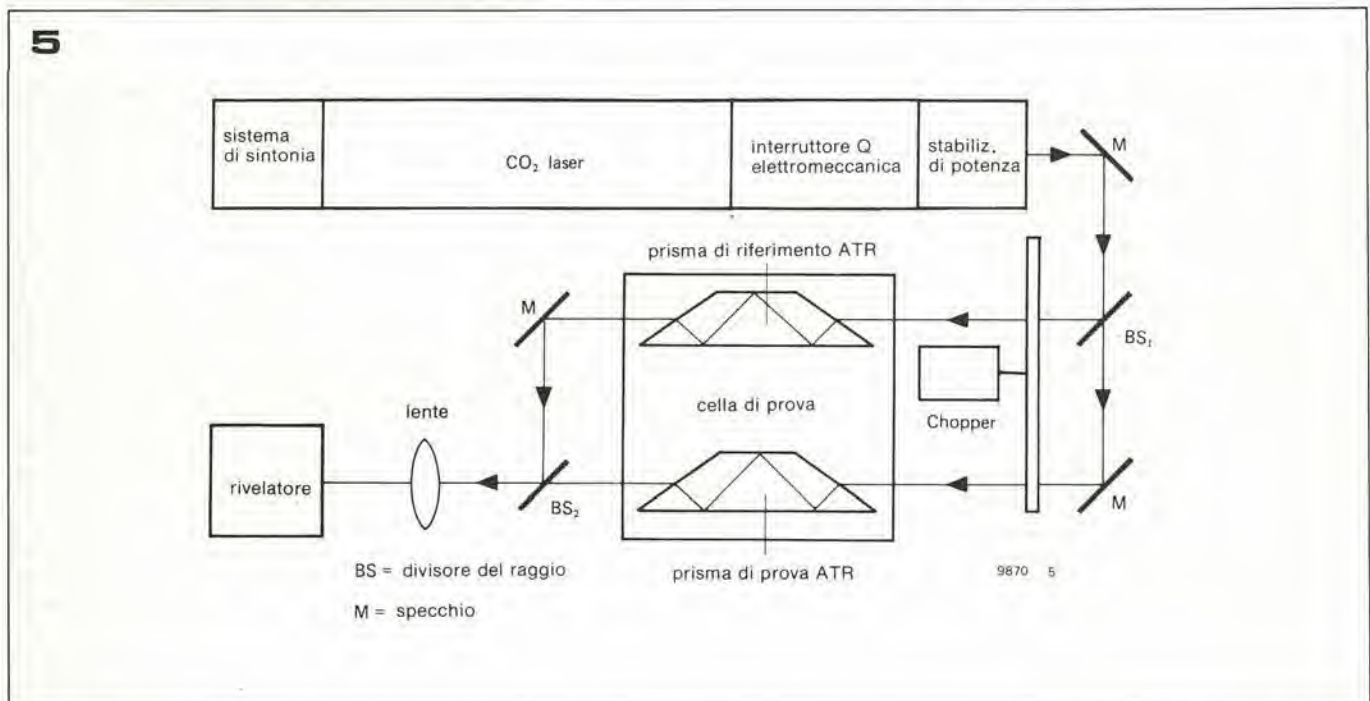 5
sistema
di sintonia
CO₂ laser
interruttore Q
elettromeccanica
stabiliz.
di potenza
M
prisma di riferimento ATR
M
BS₁
cella di prova
Chopper
lente
rivelatore
BS₂
M
BS = divisore del raggio
prisma di prova ATR
9870 5
M = specchio